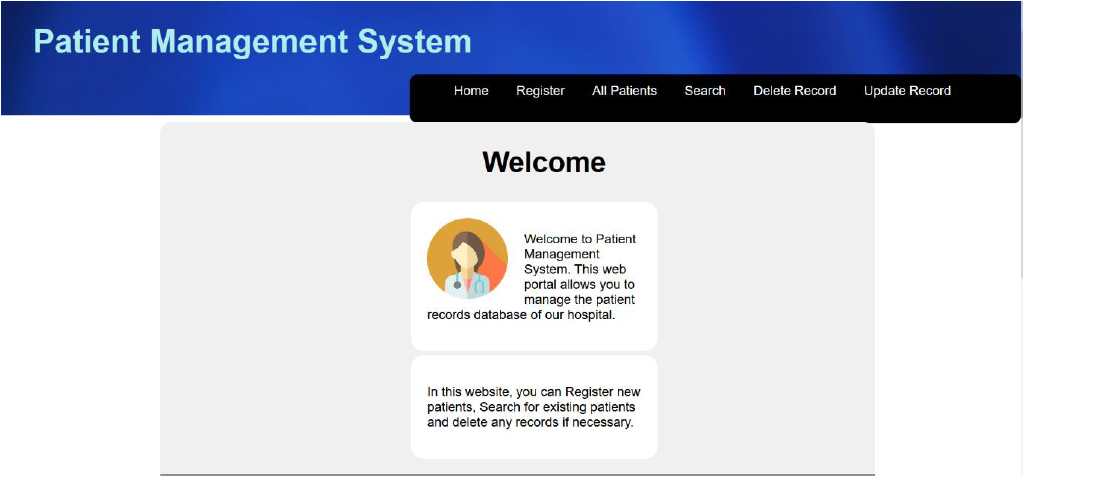 Patient Management System
Home Register All Patients Search Delete Record Update Record
Welcome
Welcome to Patient
Management
System. This web
portal allows you to
manage the patient
records database of our hospital.
In this website, you can Register new
patients, Search for existing patients
and delete any records if necessary.